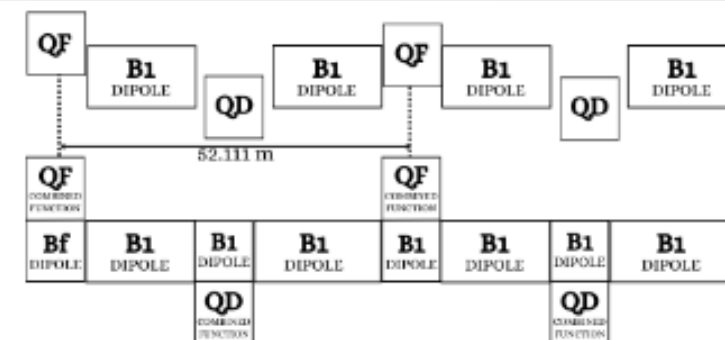 QF
B1
DIPOLE
QD
B1
DIPOLE
QF
B1
DIPOLE
QD
B1
DIPOLE
52.111 m
QF
COMBINED
FUNCTION
QF
COMBINED
FUNCTION
Bf
DIPOLE
B1
DIPOLE
B1
DIPOLE
B1
DIPOLE
B1
DIPOLE
B1
DIPOLE
B1
DIPOLE
B1
DIPOLE
QD
COMBINED
FUNCTION
QD
COMBINED
FUNCTION